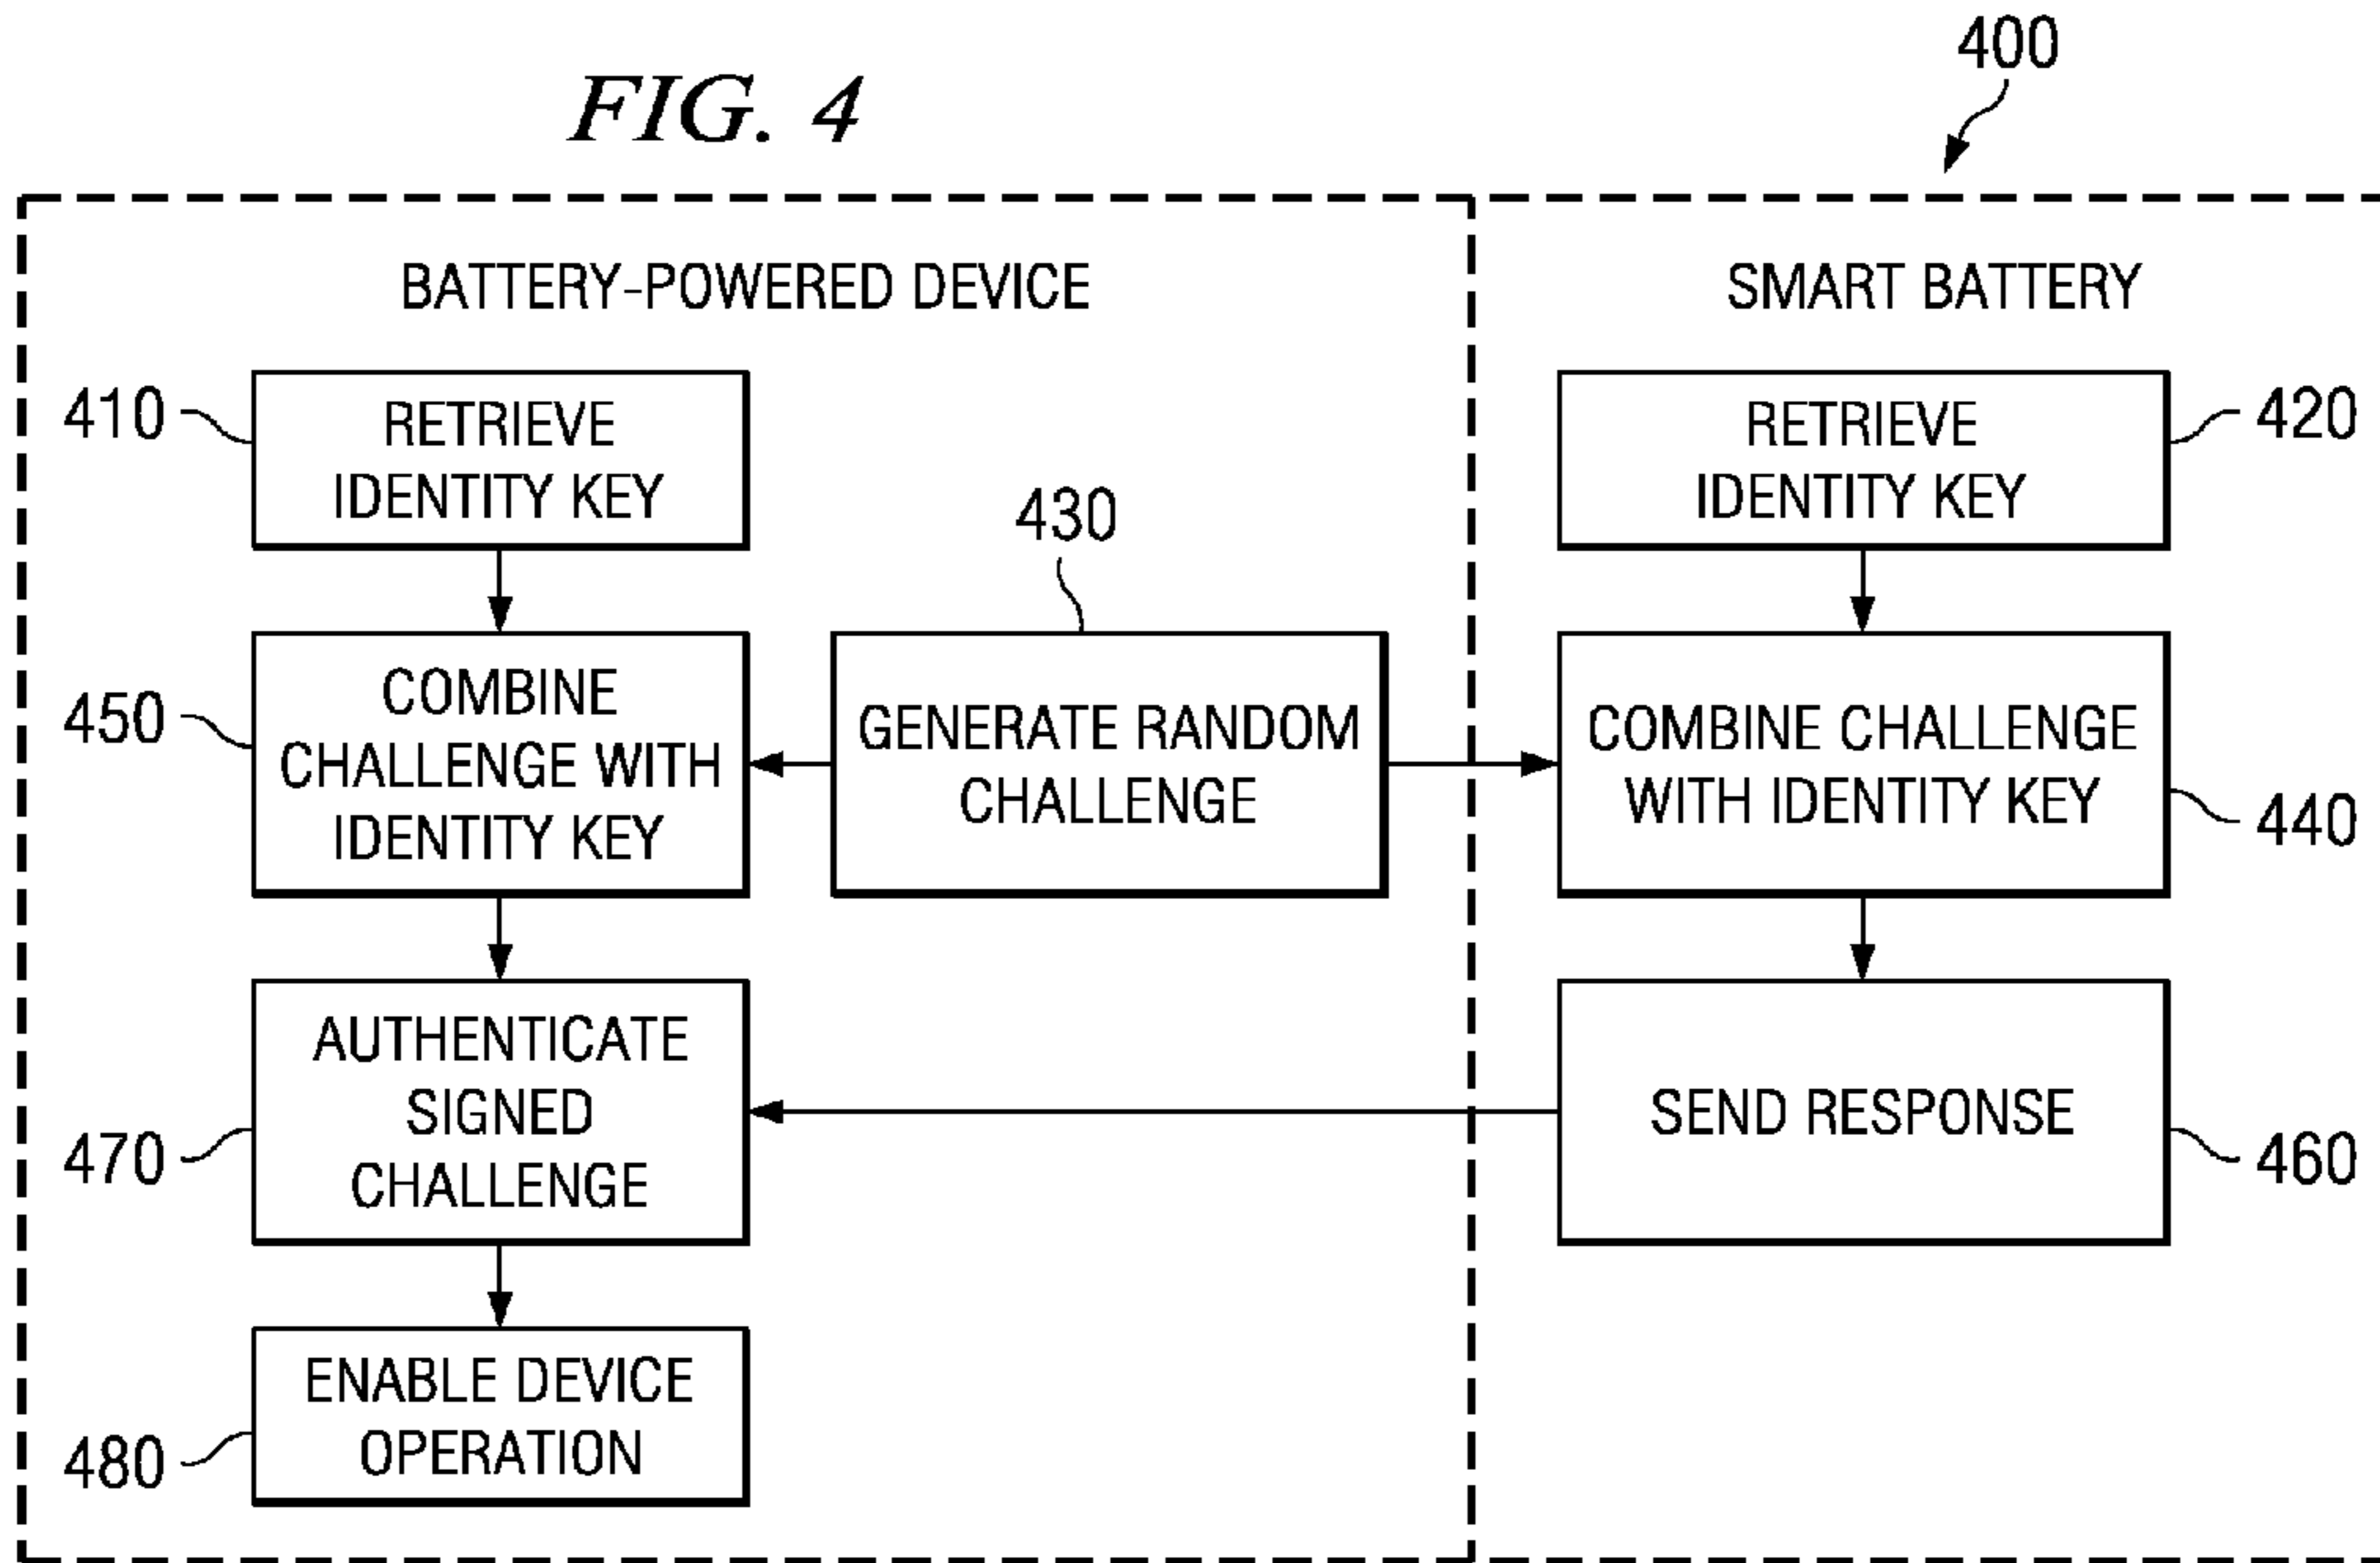 FIG. 4
400
BATTERY-POWERED DEVICE
SMART BATTERY
410
RETRIEVE
IDENTITY KEY
RETRIEVE
IDENTITY KEY
420
430
450
COMBINE
CHALLENGE WITH
IDENTITY KEY
GENERATE RANDOM
CHALLENGE
COMBINE CHALLENGE
WITH IDENTITY KEY
440
470
AUTHENTICATE
SIGNED
CHALLENGE
SEND RESPONSE
460
480
ENABLE DEVICE
OPERATION